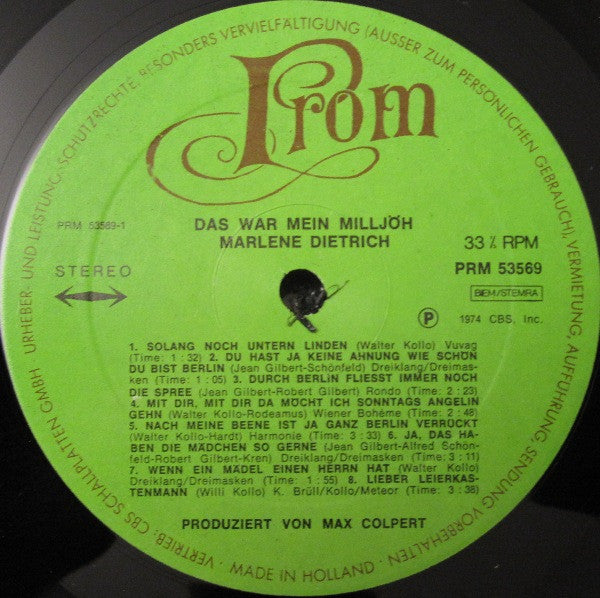 URHEBER- UND LEISTUNG. SCHUTZRECHTE. BESONDERS VERVIELFÄLTIGUNG (AUSSER ZUM PERSÖNLICHEN GEBRAUCH), VERMIETUNG, AUFFÜHRUNG, SENDUNG VORBEHALTEN
Prom
DAS WAR MEIN MILLJÖH
MARLENE DIETRICH
PRM 53569-1
STEREO
33⅓ RPM
PRM 53569
BIEM/STEMRA
Ⓟ
1974 CBS, Inc.
1. SOLANG NOCH UNTERN LINDEN (Walter Kollo) Vuvag
(Time: 1 : 32) 2. DU HAST JA KEINE AHNUNG WIE SCHÖN
DU BIST BERLIN (Jean Gilbert-Schönfeld) Dreiklang/Dreimas-
ken (Time: 1 : 05) 3. DURCH BERLIN FLIESST IMMER NOCH
DIE SPREE (Jean Gilbert-Robert Gilbert) Rondo (Time: 2 : 23)
4. MIT DIR, MIT DIR DA MÖCHT ICH SONNTAGS ANGELIN
GEHN (Walter Kollo-Rodeamus) Wiener Bohème (Time: 2 : 48)
5. NACH MEINE BEENE IST JA GANZ BERLIN VERRÜCKT
(Walter Kollo-Hardt) Harmonie (Time: 3 : 33) 6. JA, DAS HA-
BEN DIE MÄDCHEN SO GERNE (Jean Gilbert-Alfred Schön-
feld-Robert Gilbert-Kren) Dreiklang/Dreimasken (Time: 3 : 11)
7. WENN EIN MÄDEL EINEN HERRN HAT (Walter Kollo)
Dreiklang/Dreimasken (Time: 1 : 55) 8. LIEBER LEIERKAS-
TENMANN (Willi Kollo) K. Brüll/Kollo/Meteor (Time: 3 : 38)
PRODUZIERT VON MAX COLPERT
VERTRIEB: CBS SCHALLPLATTEN GMBH
• MADE IN HOLLAND •